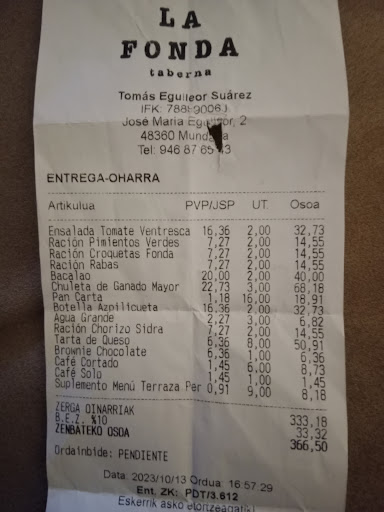 LA
FONDA
taberna
Tomás Eguileor Suárez
IFK:
José María 2
48360
Tel: 946 87
ENTREGA-OHARRA
Artikulua PVP/JSP UT. Osoa
Ensalada Tomate Ventresca 16,36 2,00 32,73
Ración Pimientos Verdes 7,27 2,00 14,55
Ración Croquetas Fonda 7,27 2,00 14,55
Ración Rabas 7,27 2,00 14,55
Bacalao 20,00 2,00 40,00
Chuleta de Ganado Mayor 22,73 3,00 68,18
Pan Carta 1,18 16,00 18,91
Botella Azpilicueta 16,36 2,00 32,73
Agua Grande 2,27 3,00 6,82
Ración Chorizo Sidra 7,27 2,00 14,55
Tarta de Queso 6,36 8,00 50,91
Brownie Chocolate 6,36 1,00 6,36
Café Cortado 1,45 6,00 8,73
Café Solo 1,45 1,00 1,45
Suplemento Menú Terraza Per 0,91 9,00 8,18
ZERGA OINARRIAK 333,18
B.E.Z. %10 33,32
ZENBATEKO OSOA 366,50
Ordainbide: PENDIENTE
Data: 2023/10/13 Ordua: 16:57:29
Ent. ZK: PDT/3.612
Eskerrik asko etortzeagatik